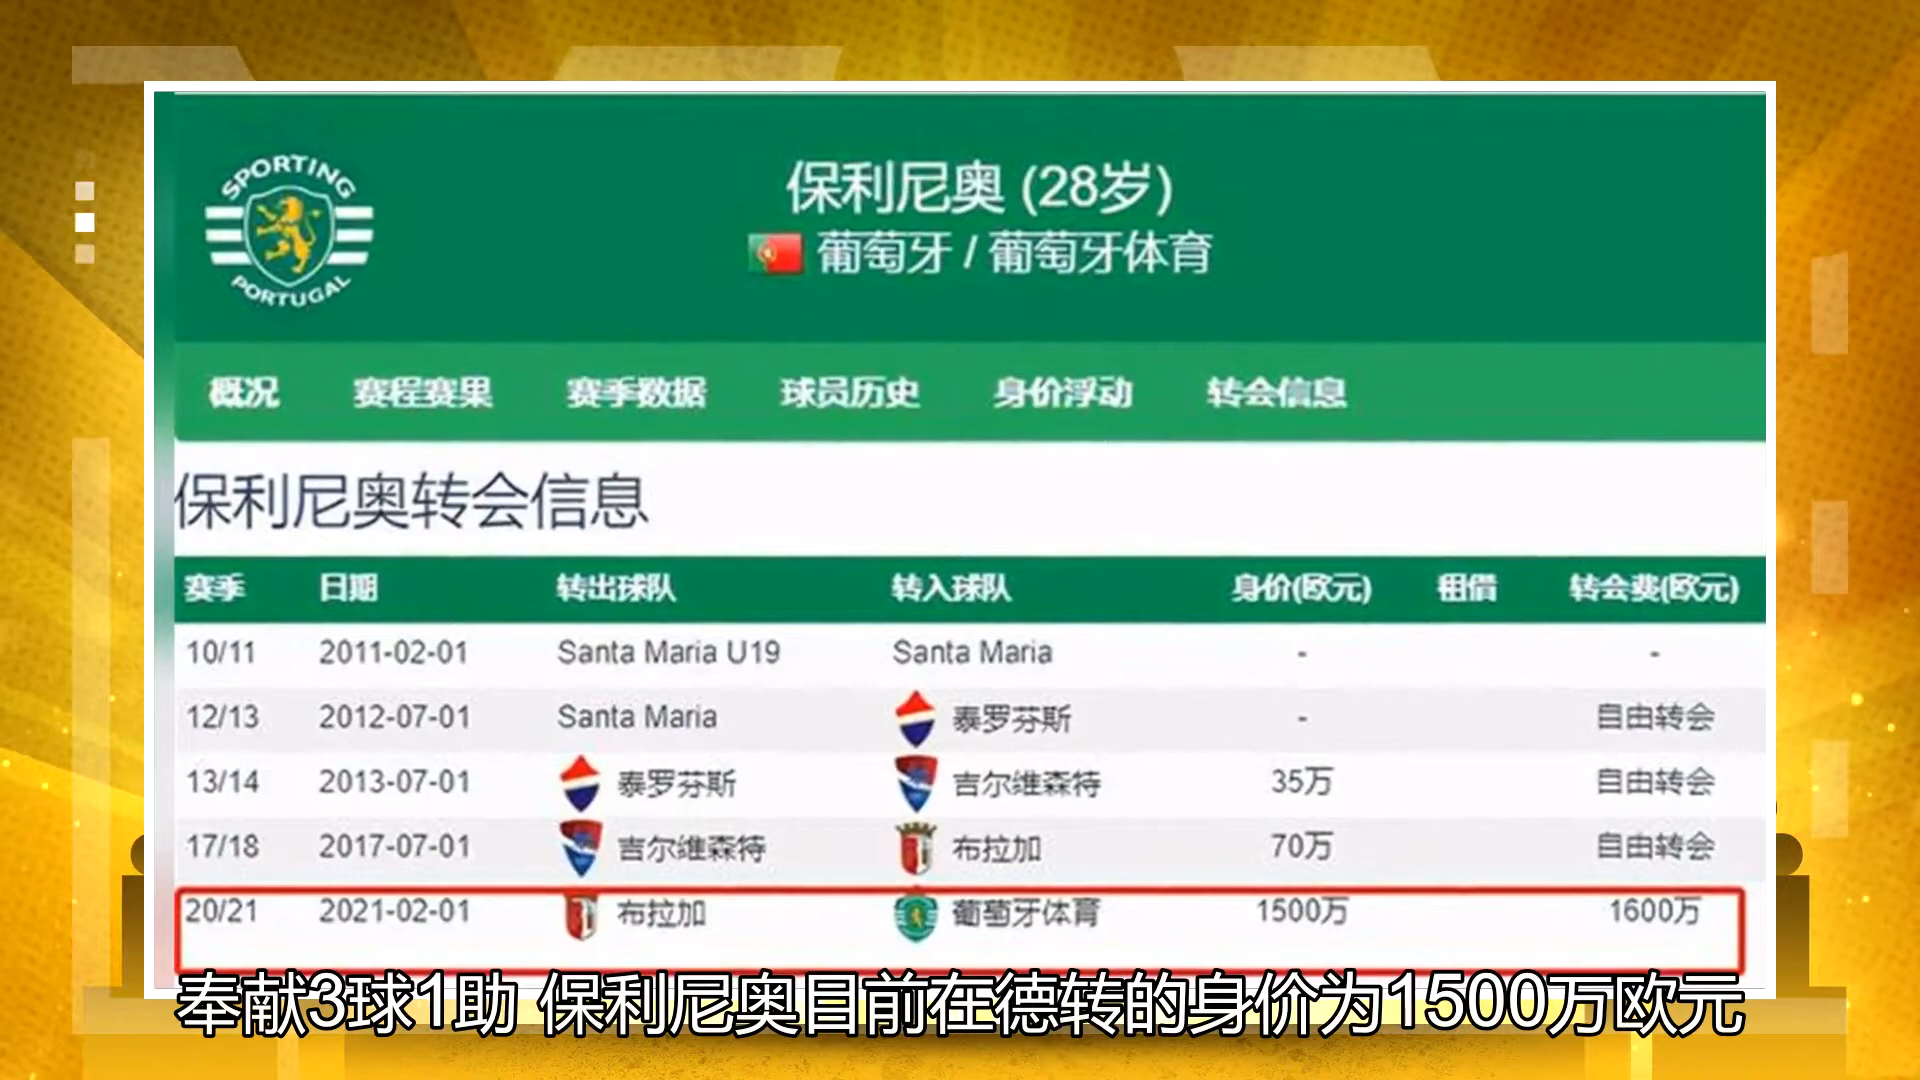 SPORTING
PORTUGAL
保利尼奥 (28岁)
葡萄牙 / 葡萄牙体育
概况 赛程赛果 赛季数据 球员历史 身价浮动 转会信息
保利尼奥转会信息
赛季 日期 转出球队 转入球队 身价(欧元) 租借 转会费(欧元)
10/11 2011-02-01 Santa Maria U19 Santa Maria - -
12/13 2012-07-01 Santa Maria 泰罗芬斯 - 自由转会
13/14 2013-07-01 泰罗芬斯 吉尔维森特 35万 自由转会
17/18 2017-07-01 吉尔维森特 布拉加 70万 自由转会
20/21 2021-02-01 布拉加 葡萄牙体育 1500万 1600万
奉献3球1助 保利尼奥目前在德转的身价为1500万欧元